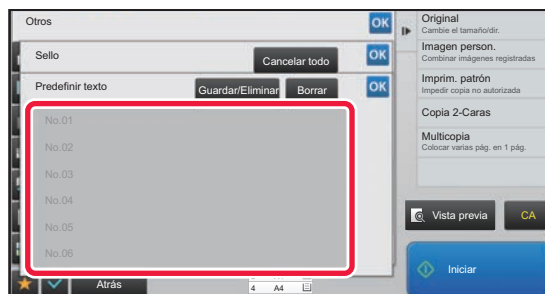 Otros
OK
Sello
Cancelar todo
OK
Predefinir texto
Guardar/Eliminar
Borrar
OK
No.01
No.02
No.03
No.04
No.05
No.06
Atrás
4 A4
Original
Cambie el tamaño/dir.
Imagen person.
Combinar imágenes registradas
Imprim. patrón
Impedir copia no autorizada
Copia 2-Caras
Multicopia
Colocar varias pág. en 1 pág.
Vista previa
CA
Iniciar